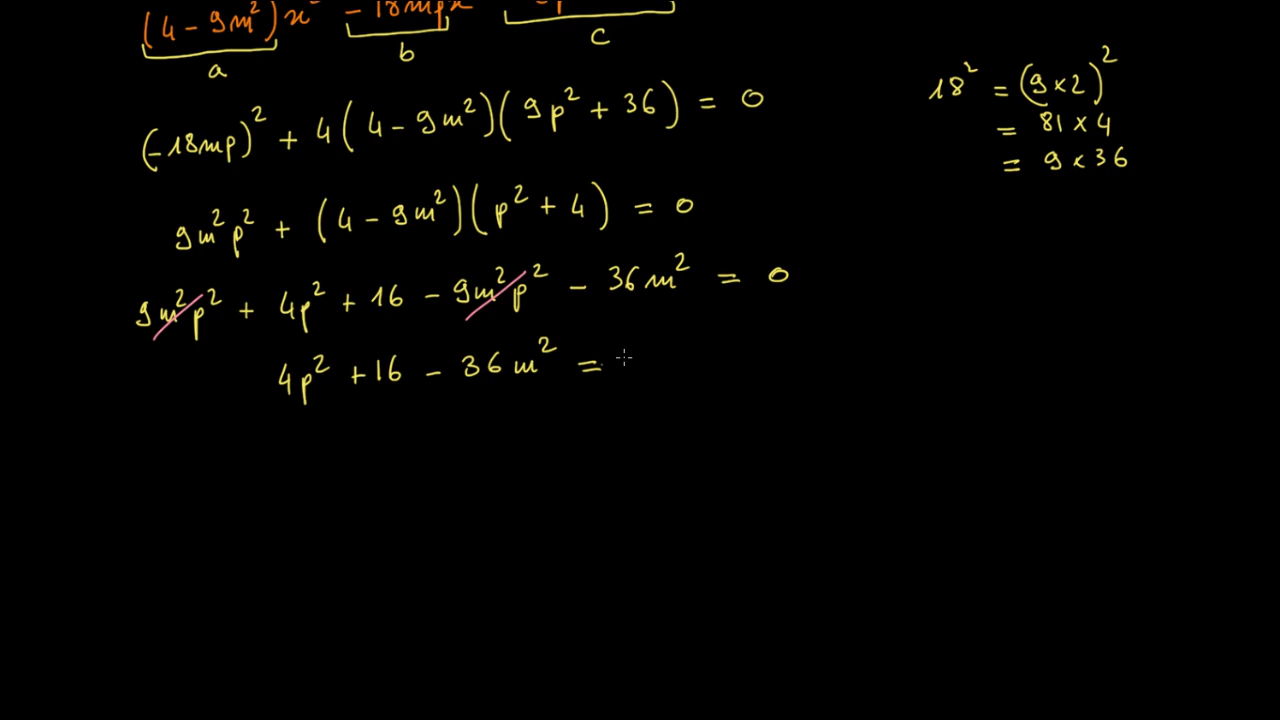 (4 - 9m²)x² - 18mpx
a b c
(-18mp)² + 4(4 - 9m²)(9p² + 36) = 0
9m²p² + (4 - 9m²)(p² + 4) = 0
9m²p² + 4p² + 16 - 9m²p² - 36m² = 0
4p² + 16 - 36m² =
18² = (9×2)²
= 81 × 4
= 9 × 36